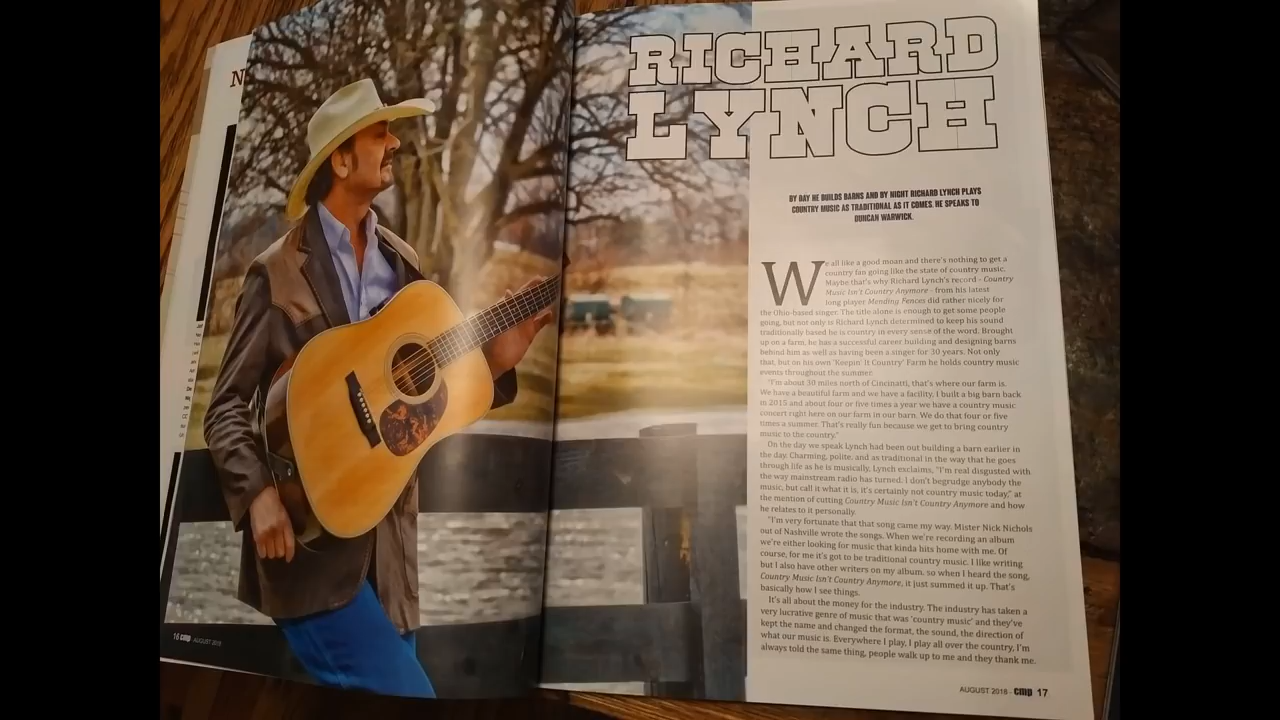 N
RICHARD
LYNCH
BY DAY HE BUILDS BARNS AND BY NIGHT RICHARD LYNCH PLAYS
COUNTRY MUSIC AS TRADITIONAL AS IT COMES. HE SPEAKS TO
DUNCAN WARWICK.
We all like a good moan and there's nothing to get a
country fan going like the state of country music.
Maybe that's why Richard Lynch's record - Country
Music Isn't Country Anymore - from his latest
long player Mending Fences did rather nicely for
the Ohio-based singer. The title alone is enough to get some people
going, but not only is Richard Lynch determined to keep his sound
traditionally based he is country in every sense of the word. Brought
up on a farm, he has a successful career building and designing barns
behind him as well as having been a singer for 30 years. Not only
that, but on his own 'Keepin' It Country' Farm he holds country music
events throughout the summer.
"I'm about 30 miles north of Cincinatti, that's where our farm is.
We have a beautiful farm and we have a facility. I built a big barn back
in 2015 and about four or five times a year we have a country music
concert right here on our farm in our barn. We do that four or five
times a summer. That's really fun because we get to bring country
music to the country."
On the day we speak Lynch had been out building a barn earlier in
the day. Charming, polite, and as traditional in the way that he goes
through life as he is musically, Lynch exclaims, "I'm real disgusted with
the way mainstream radio has turned. I don't begrudge anybody the
music, but call it what it is, it's certainly not country music today," at
the mention of cutting Country Music Isn't Country Anymore and how
he relates to it personally.
"I'm very fortunate that that song came my way. Mister Nick Nichols
out of Nashville wrote the songs. When we're recording an album
we're either looking for music that kinda hits home with me. Of
course, for me it's got to be traditional country music. I like writing
but I also have other writers on my album, so when I heard the song,
Country Music Isn't Country Anymore, it just summed it up. That's
basically how I see things.
It's all about the money for the industry. The industry has taken a
very lucrative genre of music that was 'country music' and they've
kept the name and changed the format, the sound, the direction of
what our music is. Everywhere I play, I play all over the country, I'm
always told the same thing, people walk up to me and they thank me.
16 cmp AUGUST 2018
AUGUST 2018 - cmp 17